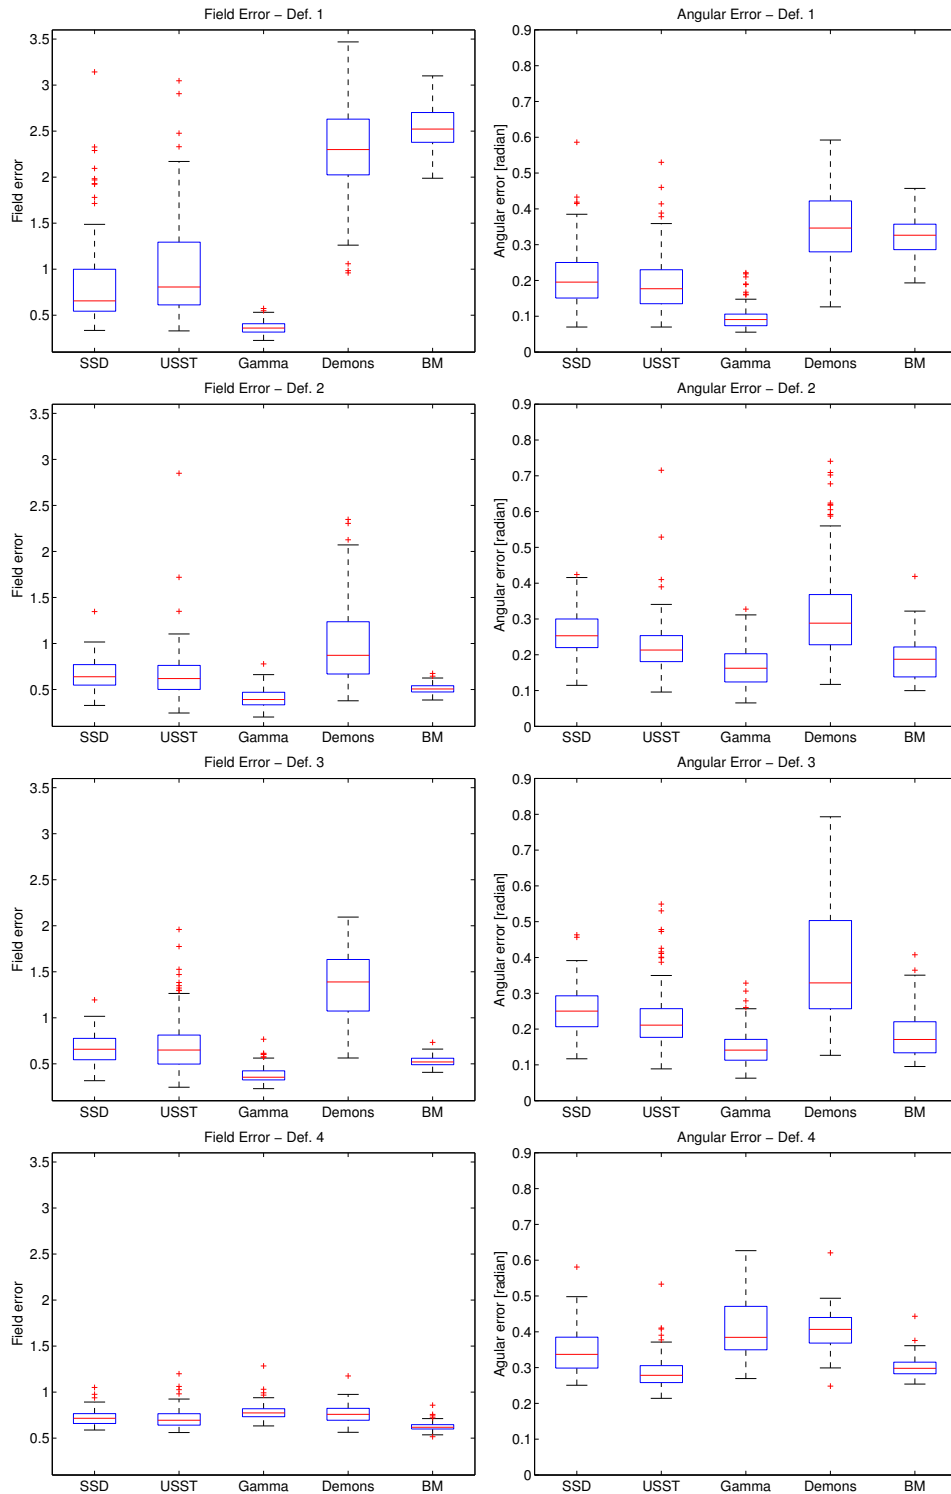 Field Error – Def. 1
3.5
3
2.5
2
1.5
1
0.5
Field error
SSD USST Gamma Demons BM
Angular Error – Def. 1
0.9
0.8
0.7
0.6
0.5
0.4
0.3
0.2
0.1
0
Angular error [radian]
SSD USST Gamma Demons BM
Field Error – Def. 2
3.5
3
2.5
2
1.5
1
0.5
Field error
SSD USST Gamma Demons BM
Angular Error – Def. 2
0.9
0.8
0.7
0.6
0.5
0.4
0.3
0.2
0.1
0
Angular error [radian]
SSD USST Gamma Demons BM
Field Error – Def. 3
3.5
3
2.5
2
1.5
1
0.5
Field error
SSD USST Gamma Demons BM
Angular Error – Def. 3
0.9
0.8
0.7
0.6
0.5
0.4
0.3
0.2
0.1
0
Angular error [radian]
SSD USST Gamma Demons BM
Field Error – Def. 4
3.5
3
2.5
2
1.5
1
0.5
Field error
SSD USST Gamma Demons BM
Angular Error – Def. 4
0.9
0.8
0.7
0.6
0.5
0.4
0.3
0.2
0.1
0
Agular error [radian]
SSD USST Gamma Demons BM